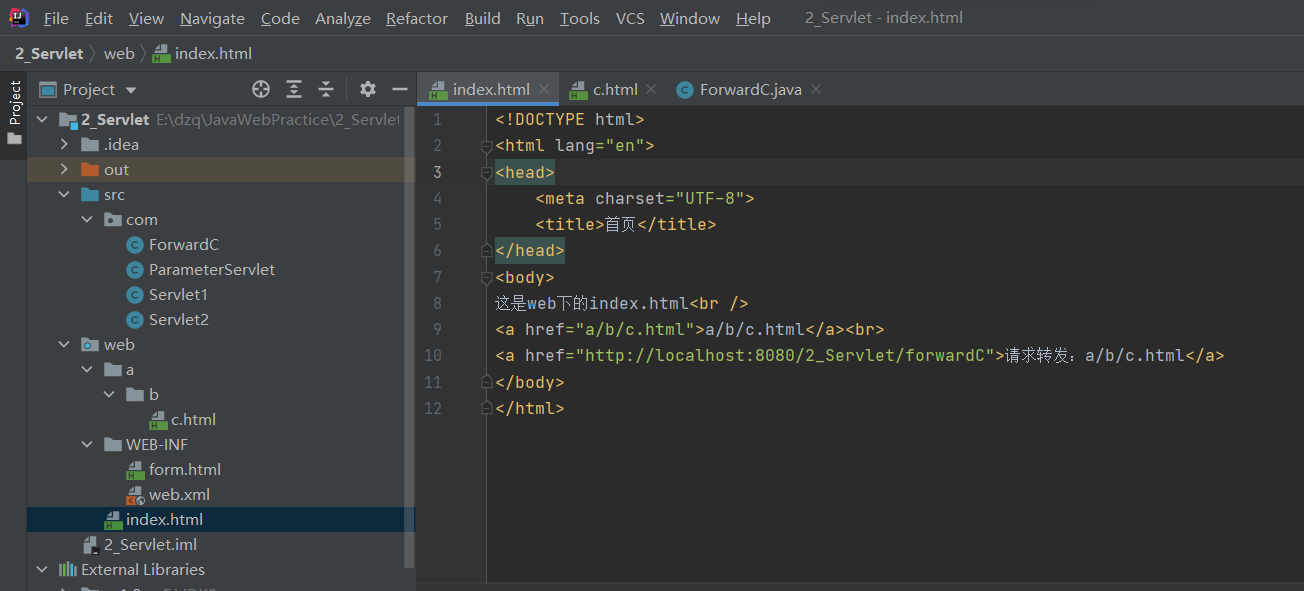 File Edit View Navigate Code Analyze Refactor Build Run Tools VCS Window Help 2_Servlet - index.html
2_Servlet web index.html
Project
Project
2_Servlet E:\dzq\JavaWebPractice\2_Servlet
.idea
out
src
com
ForwardC
ParameterServlet
Servlet1
Servlet2
web
a
b
c.html
WEB-INF
form.html
web.xml
index.html
2_Servlet.iml
External Libraries
index.html c.html ForwardC.java
1 <!DOCTYPE html>
2 <html lang="en">
3 <head>
4 <meta charset="UTF-8">
5 <title>首页</title>
6 </head>
7 <body>
8 这是web下的index.html<br />
9 <a href="a/b/c.html">a/b/c.html</a><br>
10 <a href="http://localhost:8080/2_Servlet/forwardC">请求转发：a/b/c.html</a>
11 </body>
12 </html>